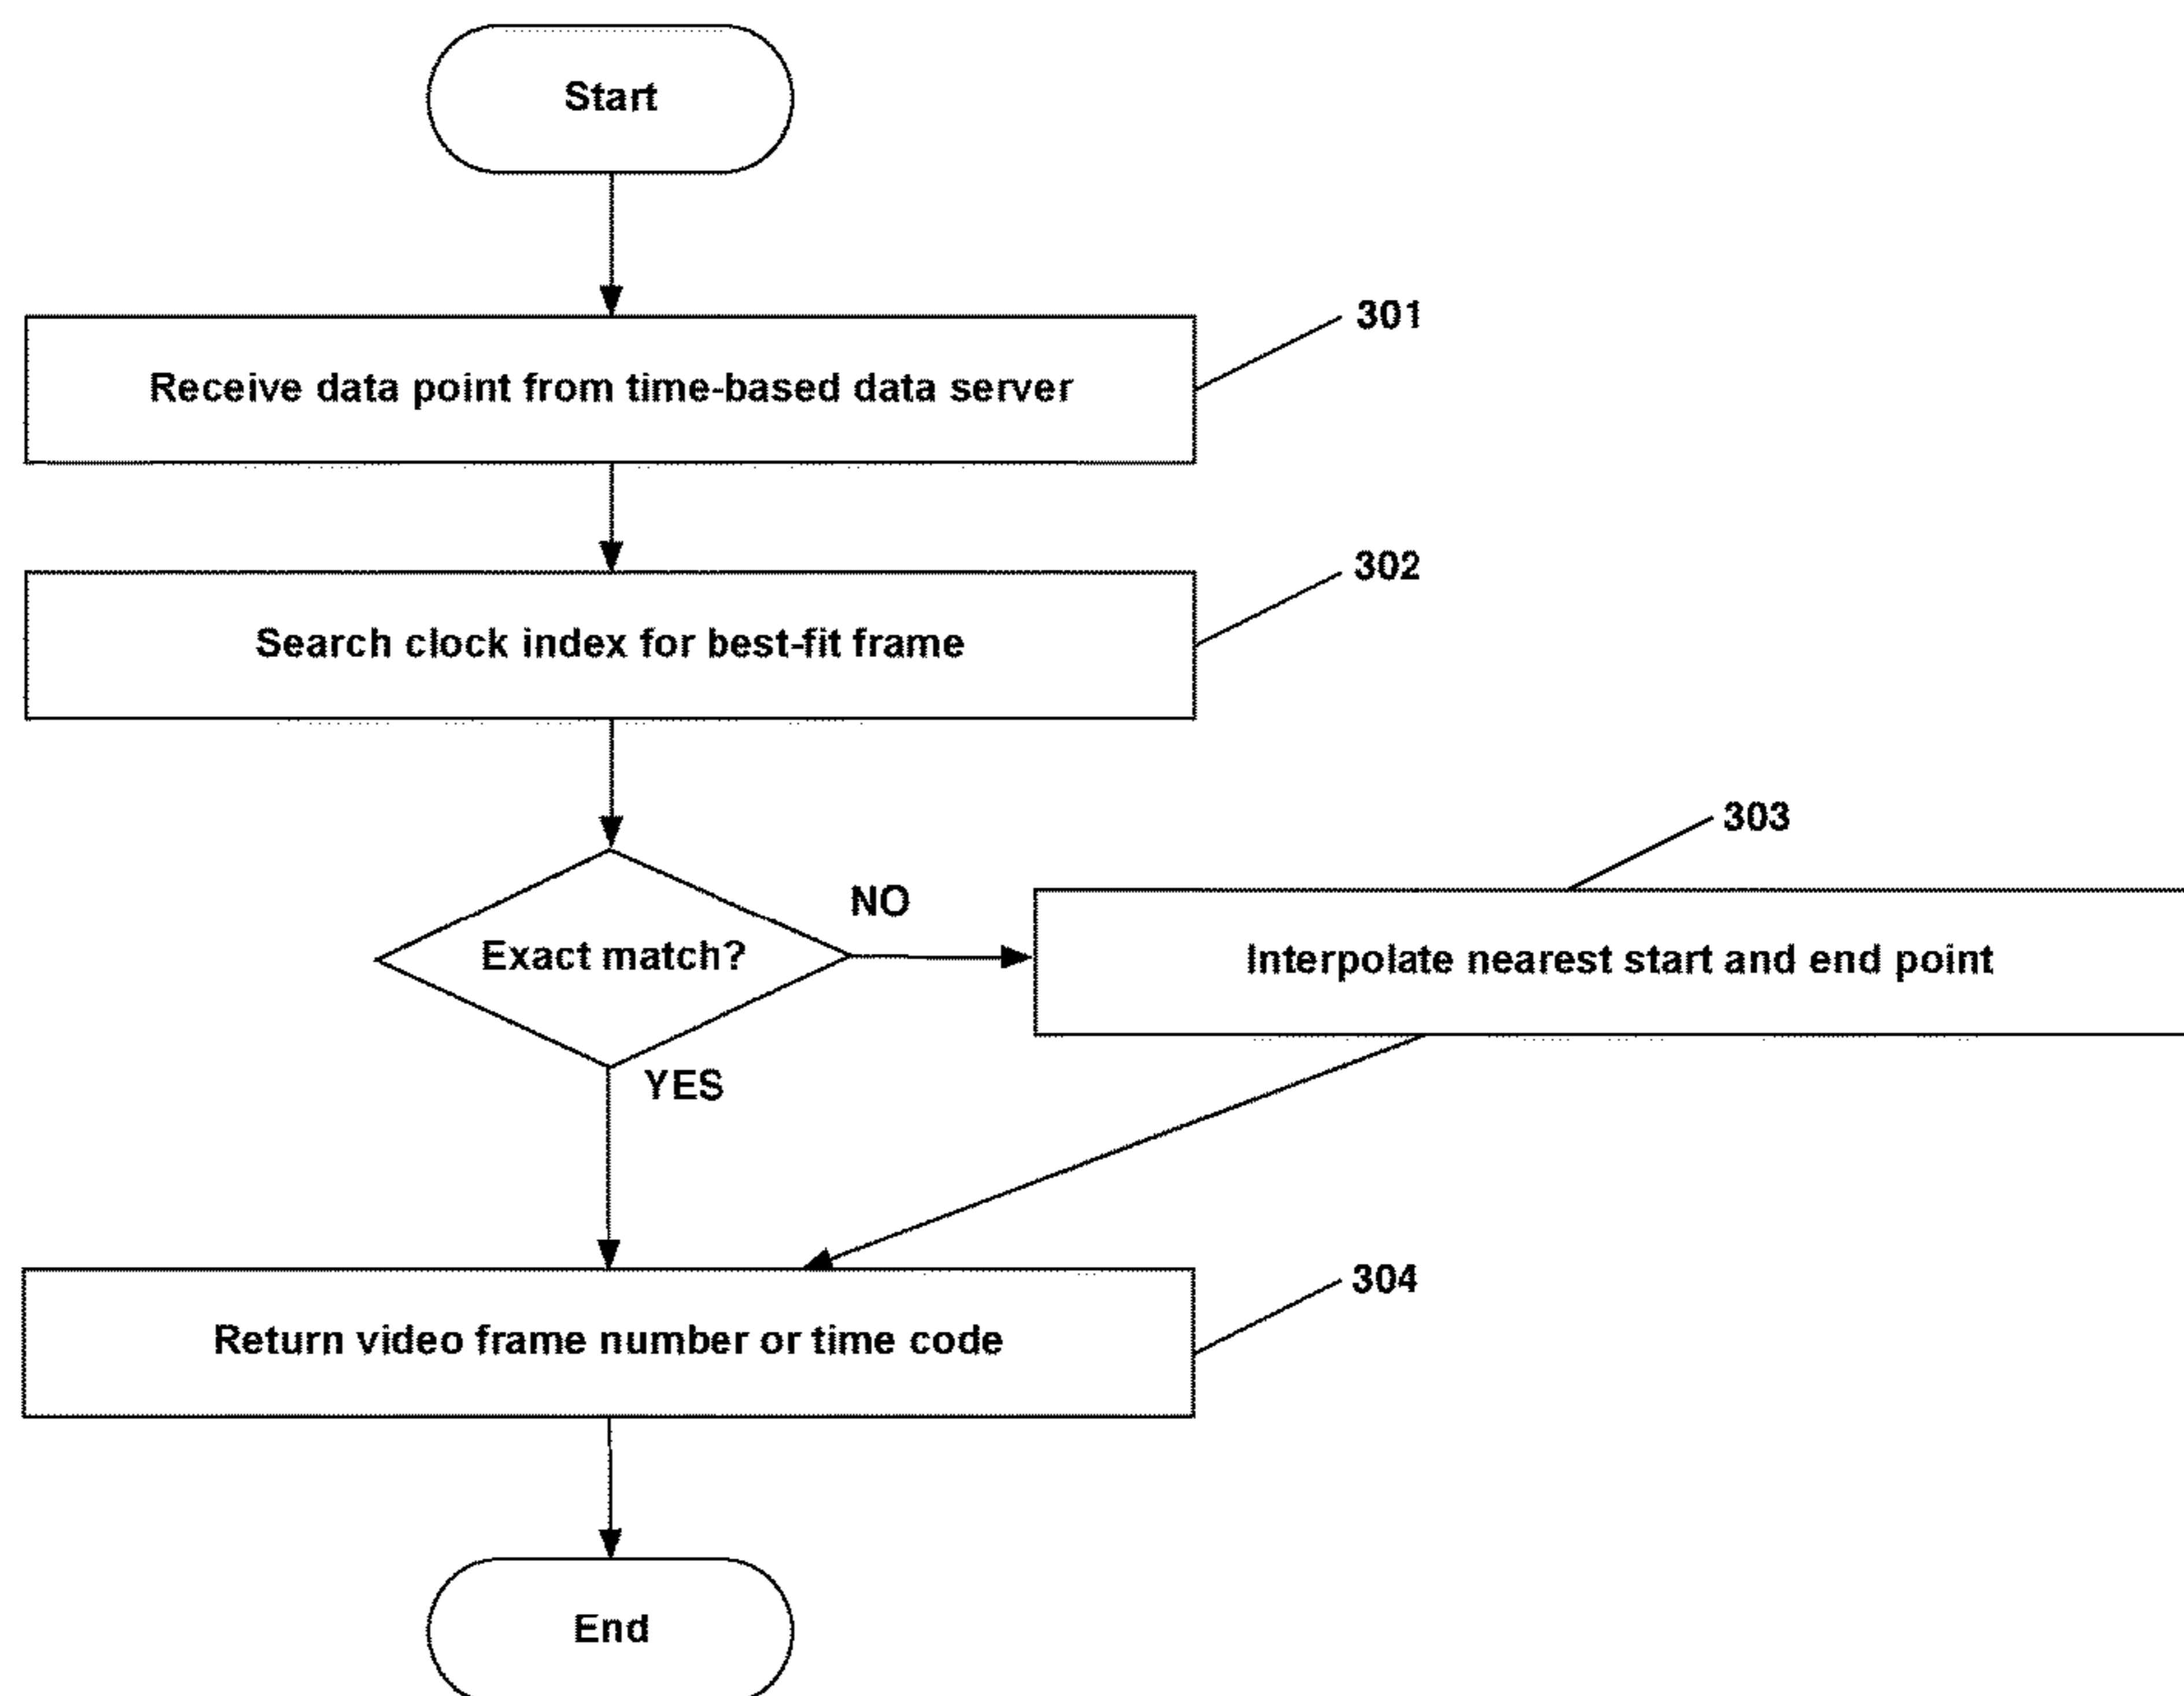 Start
301
Receive data point from time-based data server
302
Search clock index for best-fit frame
303
NO
Exact match?
Interpolate nearest start and end point
YES
304
Return video frame number or time code
End